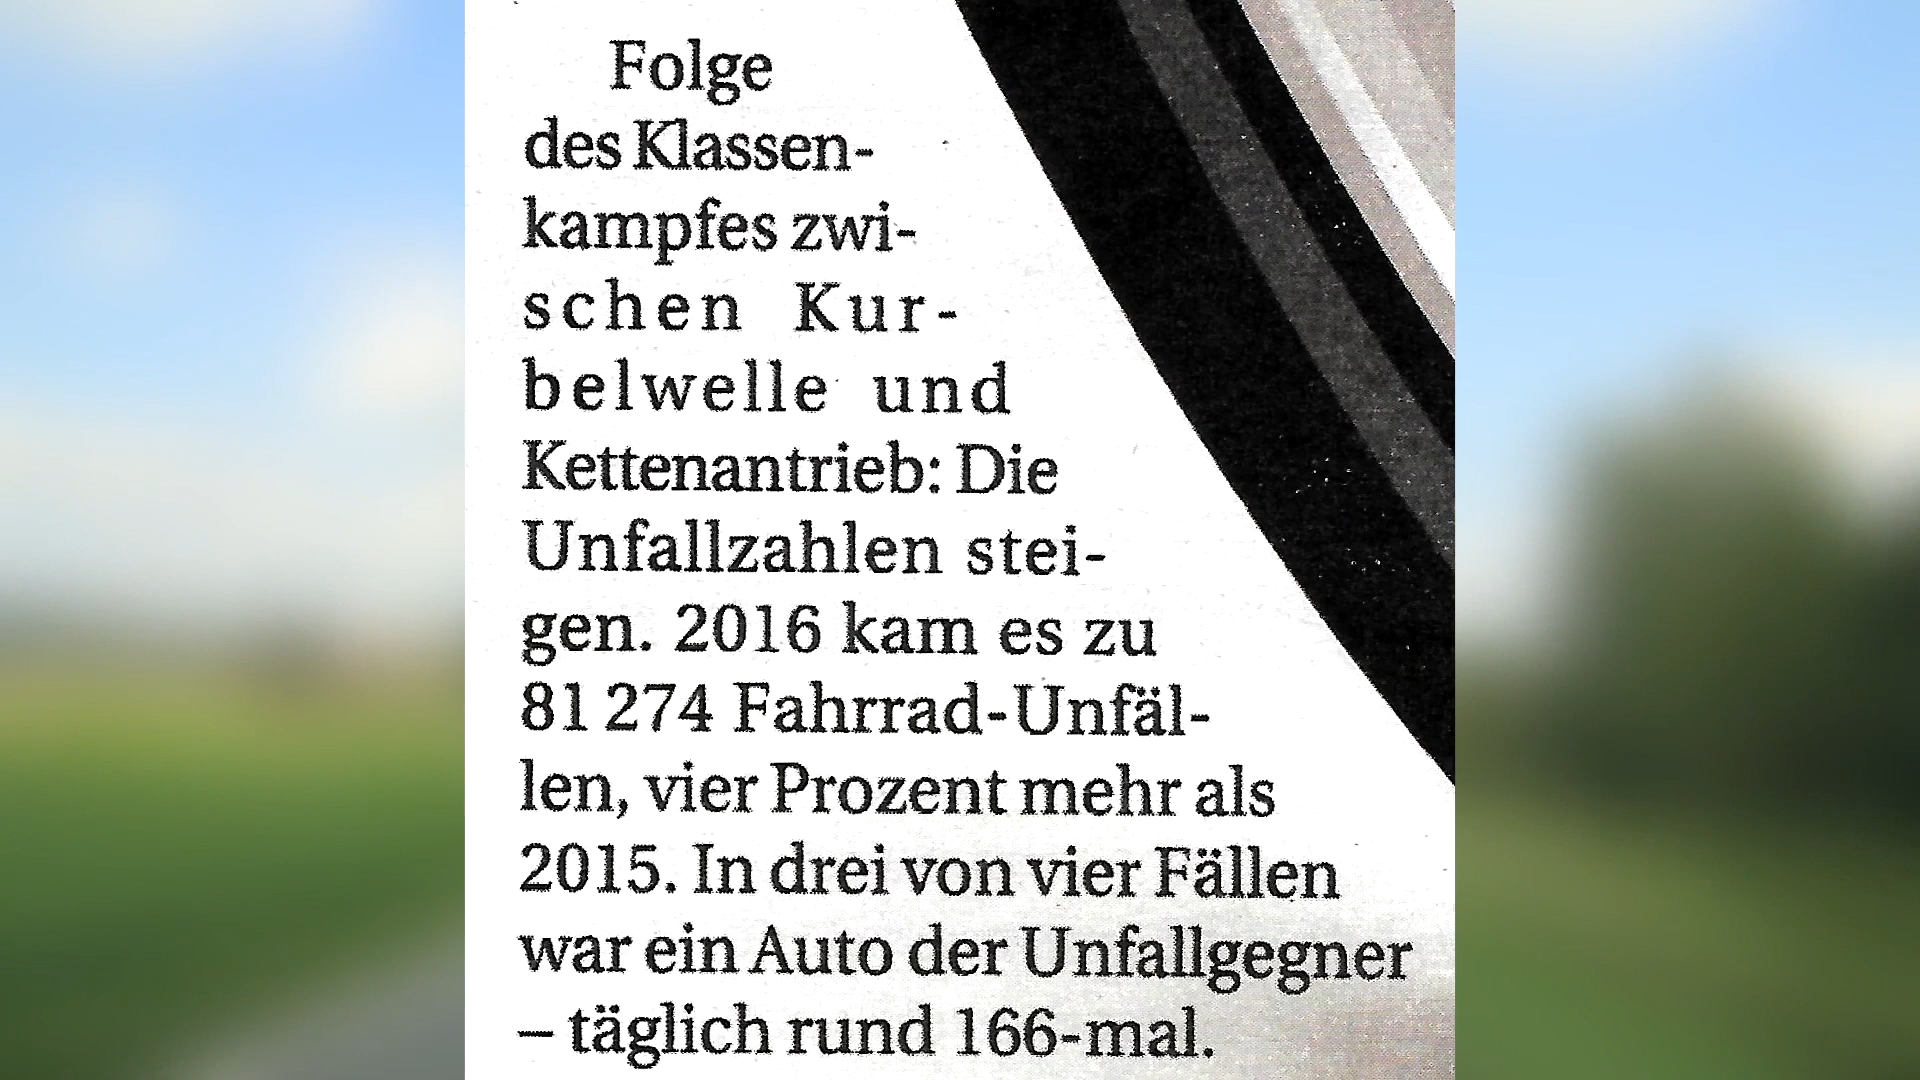 Folge
des Klassen-
kampfes zwi-
schen Kur-
belwelle und
Kettenantrieb: Die
Unfallzahlen stei-
gen. 2016 kam es zu
81 274 Fahrrad-Unfäl-
len, vier Prozent mehr als
2015. In drei von vier Fällen
war ein Auto der Unfallgegner
– täglich rund 166-mal.